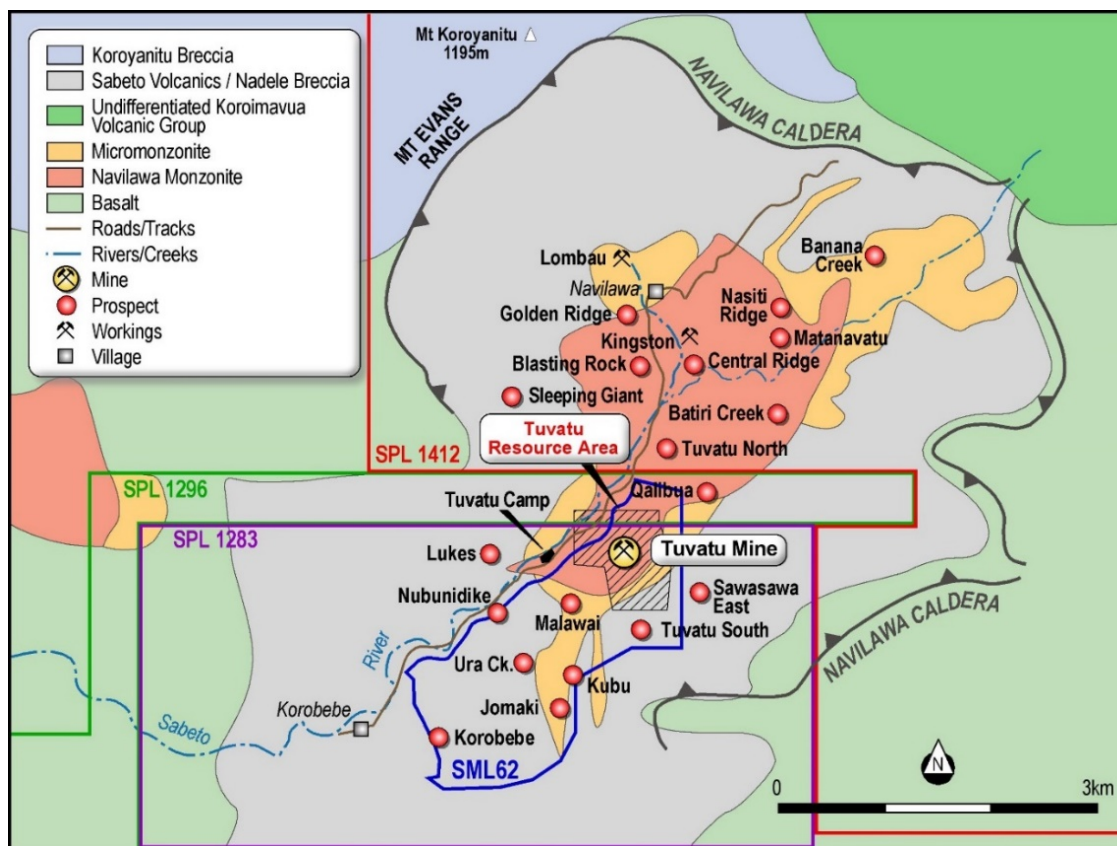 Koroyanitu Breccia
Sabeto Volcanics / Nadele Breccia
Undifferentiated Koroimavua
Volcanic Group
Micromonzonite
Navilawa Monzonite
Basalt
Roads/Tracks
Rivers/Creeks
Mine
Prospect
Workings
Village
Mt Koroyanitu
1195m
MT EVANS
RANGE
NAVILAWA CALDERA
Lombau
Navilawa
Banana
Creek
Golden Ridge
Nasiti
Ridge
Kingston
Matanavatu
Blasting Rock
Central Ridge
Sleeping Giant
Batiri Creek
Tuvatu
Resource Area
Tuvatu North
SPL 1412
SPL 1296
Qalibua
Tuvatu Camp
SPL 1283
Lukes
Tuvatu Mine
Nubunidike
Sawasawa
East
Malawai
Tuvatu South
NAVILAWA CALDERA
River
Ura Ck.
Kubu
Korobebe
Jomaki
Sabeto
Korobebe
SML62
N
0
3km